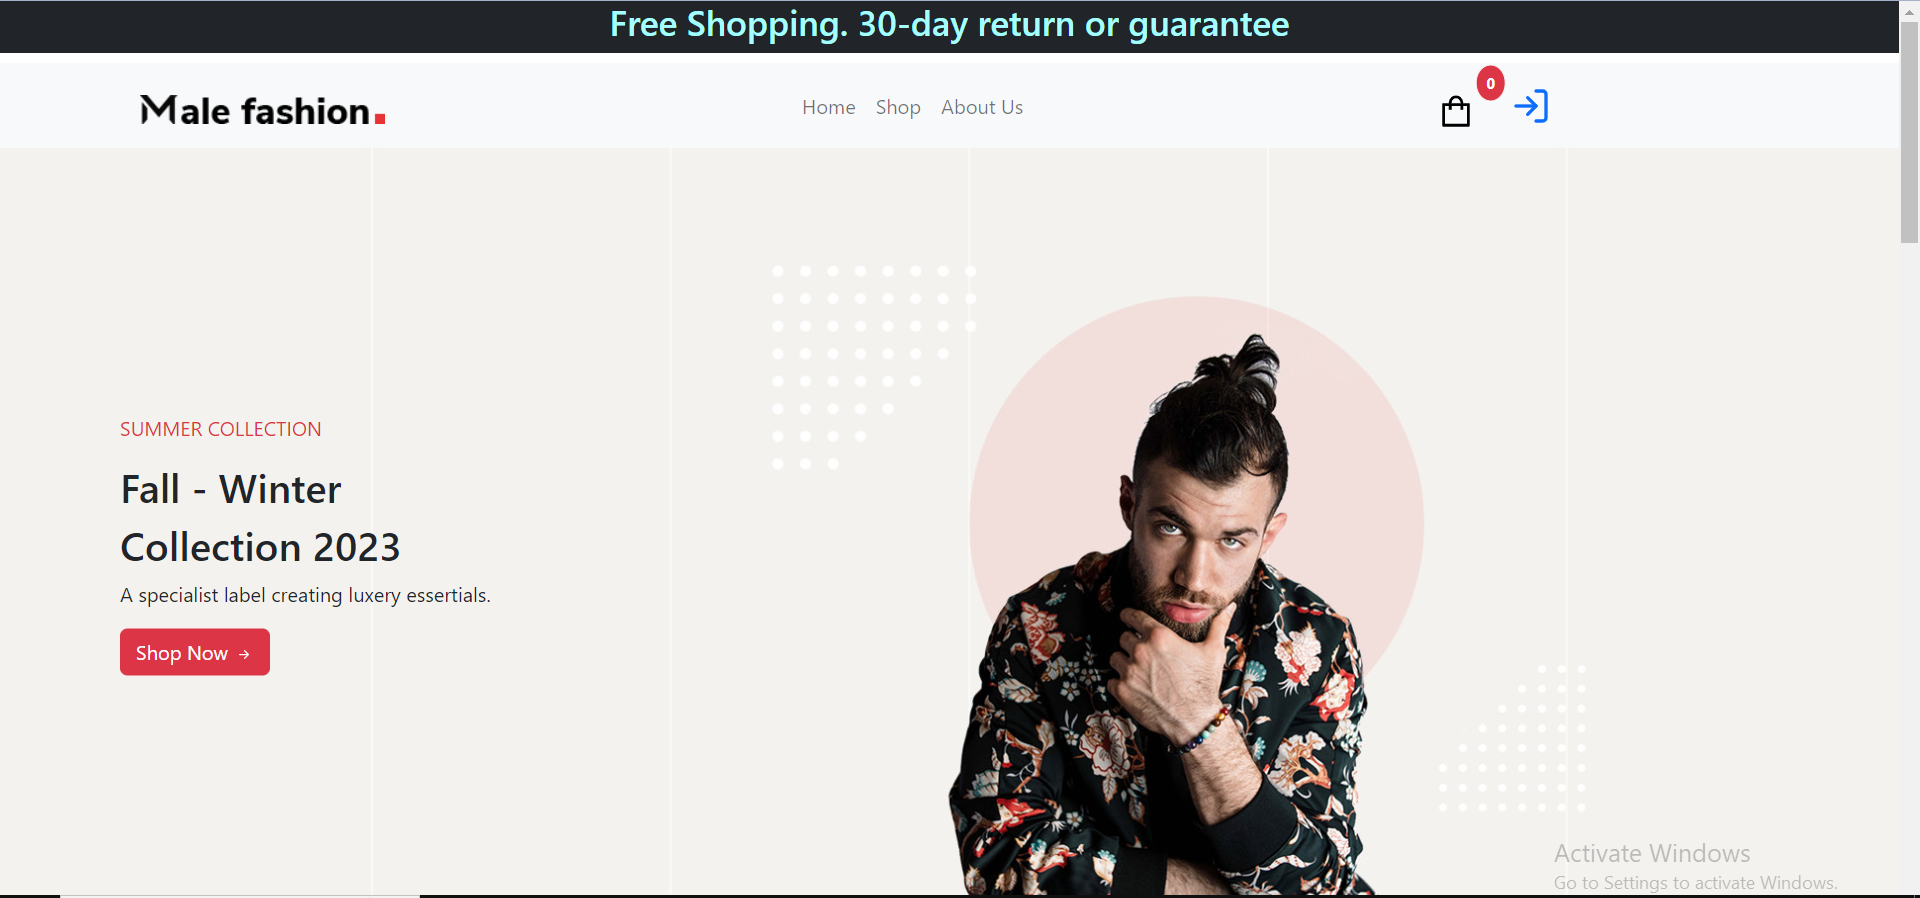 Free Shopping. 30-day return or guarantee
Male fashion.
Home Shop About Us
0
SUMMER COLLECTION
Fall - Winter
Collection 2023
A specialist label creating luxery essertials.
Shop Now →
Activate Windows
Go to Settings to activate Windows.